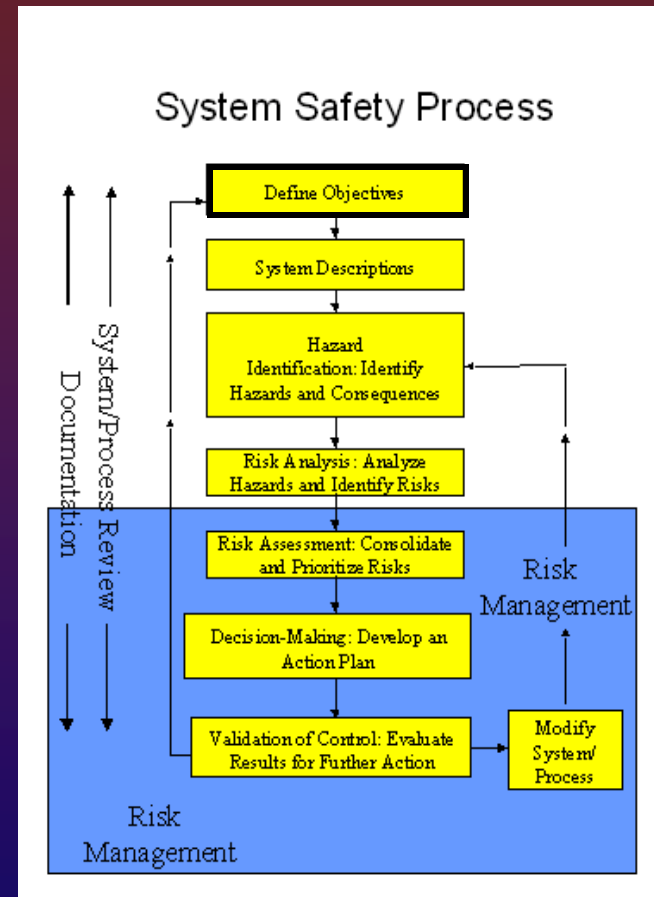 System Safety Process
Define Objectives
System Descriptions
Hazard
Identification: Identify
Hazards and Consequences
Risk Analysis: Analyze
Hazards and Identify Risks
Risk Assessment: Consolidate
and Prioritize Risks
Decision-Making: Develop an
Action Plan
Validation of Control: Evaluate
Results for Further Action
Modify
System/
Process
Risk
Management
Risk
Management
System/Process Review
Documentation